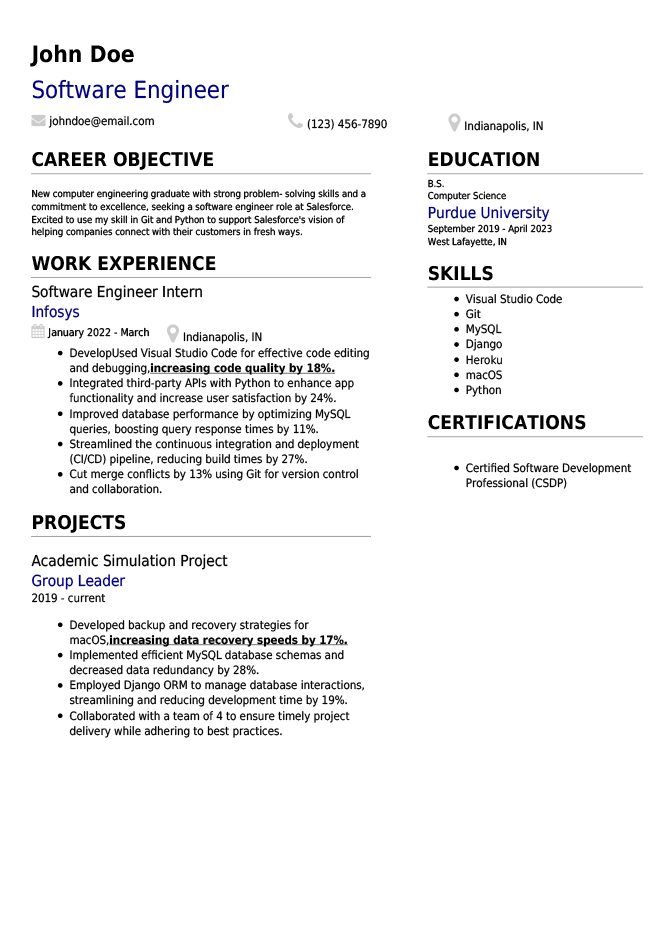 John Doe
Software Engineer
johndoe@email.com
(123) 456-7890
Indianapolis, IN
CAREER OBJECTIVE
New computer engineering graduate with strong problem- solving skills and a
commitment to excellence, seeking a software engineer role at Salesforce.
Excited to use my skill in Git and Python to support Salesforce's vision of
helping companies connect with their customers in fresh ways.
WORK EXPERIENCE
Software Engineer Intern
Infosys
January 2022 - March
Indianapolis, IN
• DevelopUsed Visual Studio Code for effective code editing
and debugging,increasing code quality by 18%.
• Integrated third-party APIs with Python to enhance app
functionality and increase user satisfaction by 24%.
• Improved database performance by optimizing MySQL
queries, boosting query response times by 11%.
• Streamlined the continuous integration and deployment
(CI/CD) pipeline, reducing build times by 27%.
• Cut merge conflicts by 13% using Git for version control
and collaboration.
PROJECTS
Academic Simulation Project
Group Leader
2019 - current
• Developed backup and recovery strategies for
macOS,increasing data recovery speeds by 17%.
• Implemented efficient MySQL database schemas and
decreased data redundancy by 28%.
• Employed Django ORM to manage database interactions,
streamlining and reducing development time by 19%.
• Collaborated with a team of 4 to ensure timely project
delivery while adhering to best practices.
EDUCATION
B.S.
Computer Science
Purdue University
September 2019 - April 2023
West Lafayette, IN
SKILLS
• Visual Studio Code
• Git
• MySQL
• Django
• Heroku
• macOS
• Python
CERTIFICATIONS
• Certified Software Development
Professional (CSDP)